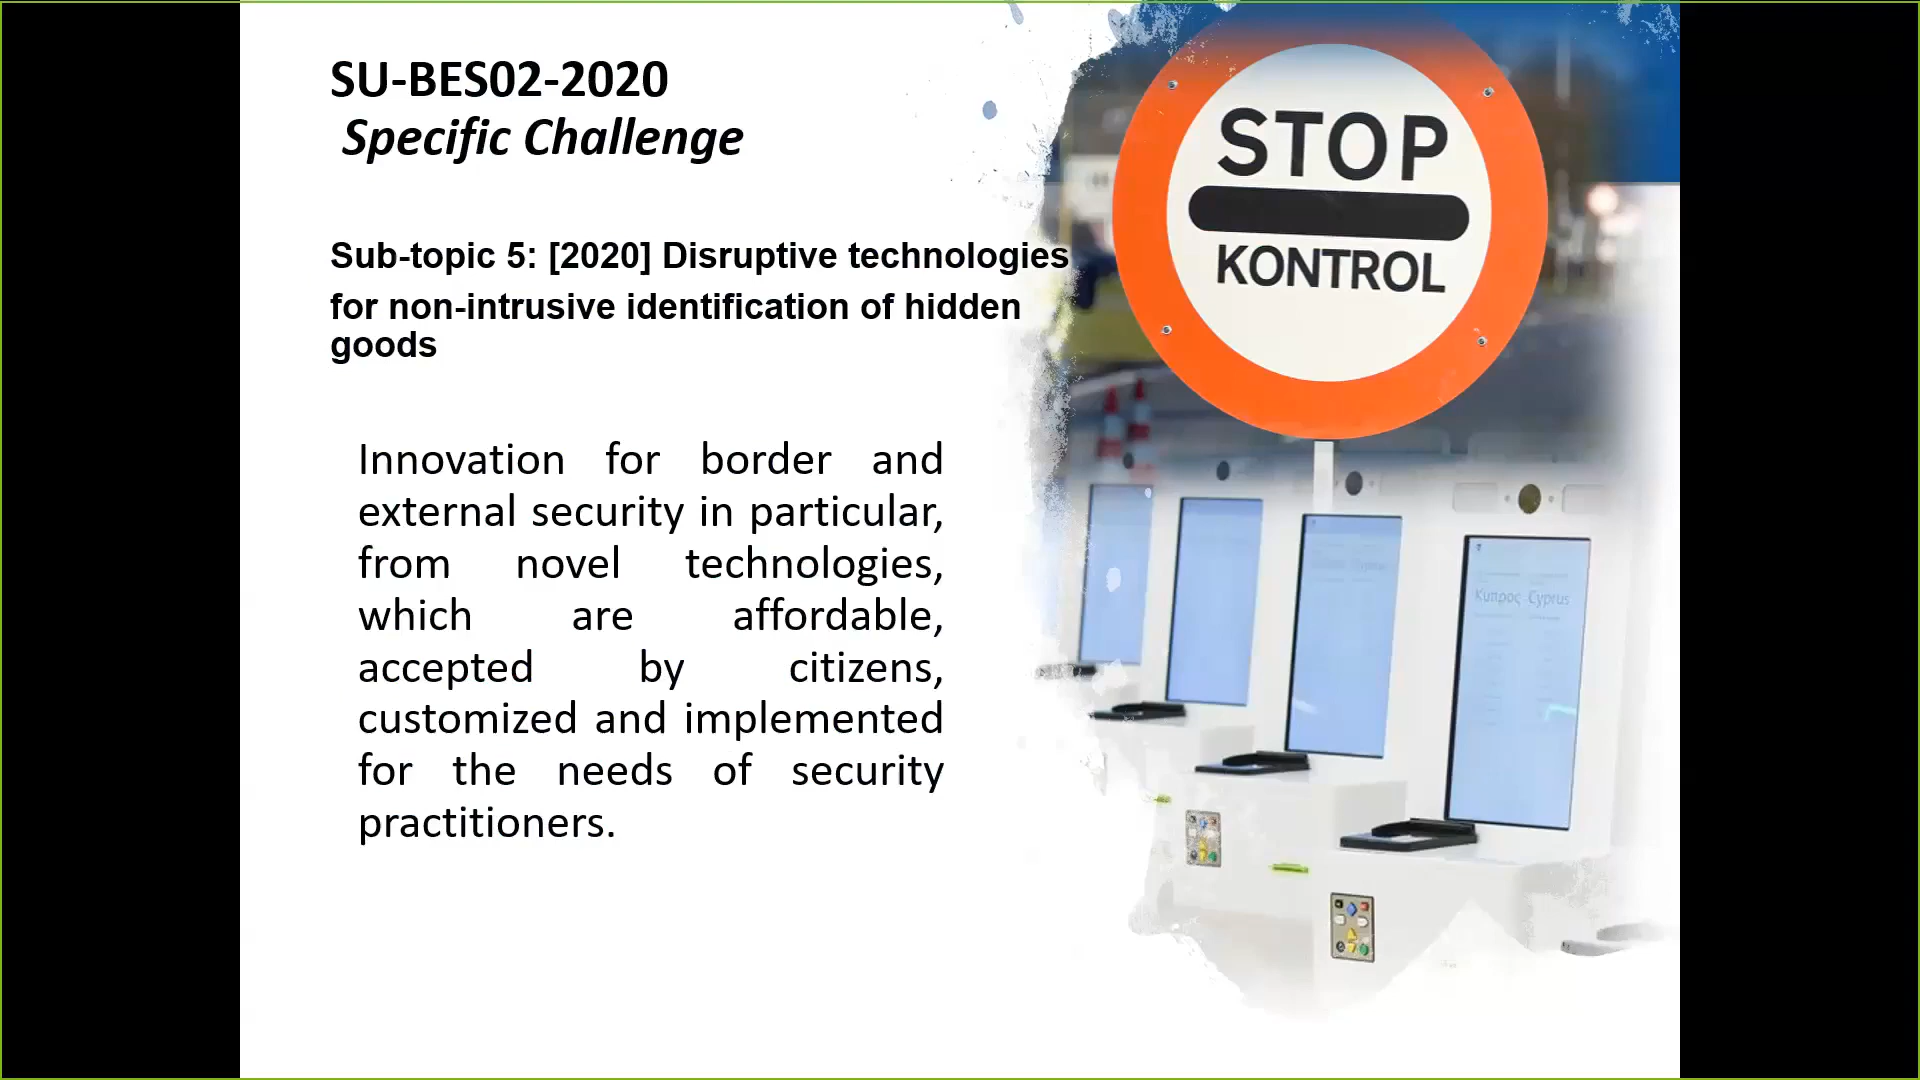 SU-BES02-2020
Specific Challenge
Sub-topic 5: [2020] Disruptive technologies
for non-intrusive identification of hidden
goods
Innovation for border and
external security in particular,
from novel technologies,
which are affordable,
accepted by citizens,
customized and implemented
for the needs of security
practitioners.
STOP
KONTROL
Κύπρος Cyprus